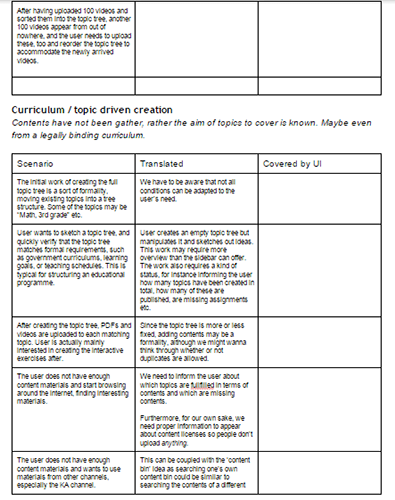 After having uploaded 100 videos and
sorted them into the topic tree, another
100 videos appear from out of
nowhere, and the user needs to upload
these, too and reorder the topic tree to
accommodate the newly arrived
videos.
Curriculum / topic driven creation
Contents have not been gather, rather the aim of topics to cover is known. Maybe even
from a legally binding curriculum.
Scenario
Translated
Covered by UI
The initial work of creating the full
topic tree is a sort of formality,
moving existing topics into a tree
structure. Some of the topics may be
"Math, 3rd grade" etc.
We have to be aware that not all
conditions can be adapted to the
user's need.
User wants to sketch a topic tree, and
quickly verify that the topic tree
matches formal requirements, such
as government curriculums, learning
goals, or teaching schedules. This is
typical for structuring an educational
programme.
User creates an empty topic tree but
manipulates it and sketches out ideas.
This work may require more
overview than the sidebar can offer.
The work also requires a kind of
status, for instance informing the user
how many topics have been created in
total, how many of these are
published, are missing assignments
etc.
After creating the topic tree, PDFs and
videos are uploaded to each matching
topic. User is actually mainly
interested in creating the interactive
exercises after.
Since the topic tree is more or less
fixed, adding contents may be a
formality, although we might wanna
think through whether or not
duplicates are allowed.
The user does not have enough
content materials and start browsing
around the internet, finding interesting
materials.
We need to inform the user about
which topics are fullfilled in terms of
contents and which are missing
contents.
Furthermore, for our own sake, we
need proper information to appear
about content licenses so people don't
upload anything.
The user does not have enough
content materials and wants to use
materials from other channels,
especially the KA channel.
This can be coupled with the 'content
bin' idea as searching one's own
content bin could be similar to
searching the contents of a different